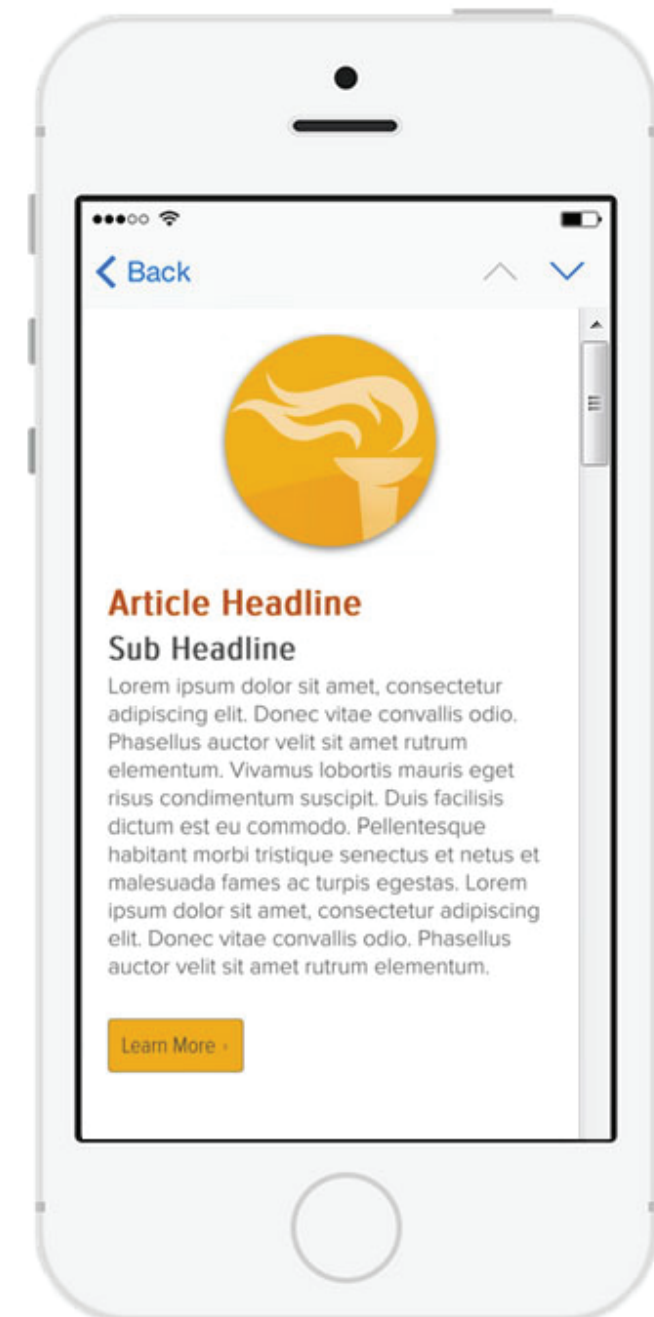 Back
Article Headline
Sub Headline
Lorem ipsum dolor sit amet, consectetur
adipiscing elit. Donec vitae convallis odio.
Phasellus auctor velit sit amet rutrum
elementum. Vivamus lobortis mauris eget
risus condimentum suscipit. Duis facilisis
dictum est eu commodo. Pellentesque
habitant morbi tristique senectus et netus et
malesuada fames ac turpis egestas. Lorem
ipsum dolor sit amet, consectetur adipiscing
elit. Donec vitae convallis odio. Phasellus
auctor velit sit amet rutrum elementum.
Learn More ›